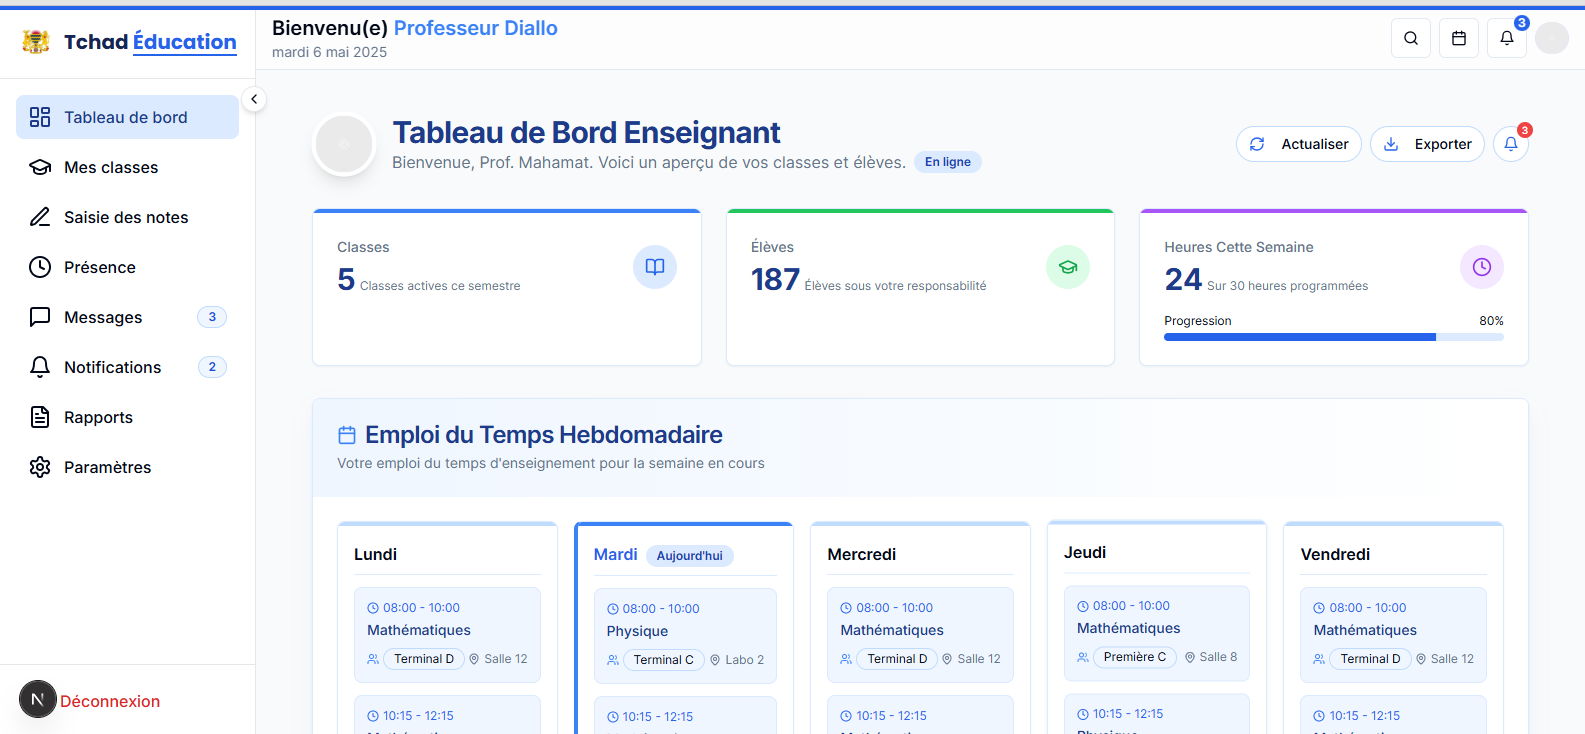 Tchad Éducation
Bienvenu(e) Professeur Diallo
mardi 6 mai 2025
3
Tableau de bord
Mes classes
Saisie des notes
Présence
Messages 3
Notifications 2
Rapports
Paramètres
N Déconnexion
Tableau de Bord Enseignant
Bienvenue, Prof. Mahamat. Voici un aperçu de vos classes et élèves. En ligne
Actualiser
Exporter
3
Classes
5 Classes actives ce semestre
Élèves
187 Élèves sous votre responsabilité
Heures Cette Semaine
24 Sur 30 heures programmées
Progression 80%
Emploi du Temps Hebdomadaire
Votre emploi du temps d'enseignement pour la semaine en cours
Lundi
08:00 - 10:00
Mathématiques
Terminal D Salle 12
10:15 - 12:15
Mardi Aujourd'hui
08:00 - 10:00
Physique
Terminal C Labo 2
10:15 - 12:15
Mercredi
08:00 - 10:00
Mathématiques
Terminal D Salle 12
10:15 - 12:15
Jeudi
08:00 - 10:00
Mathématiques
Première C Salle 8
10:15 - 12:15
Vendredi
08:00 - 10:00
Mathématiques
Terminal D Salle 12
10:15 - 12:15